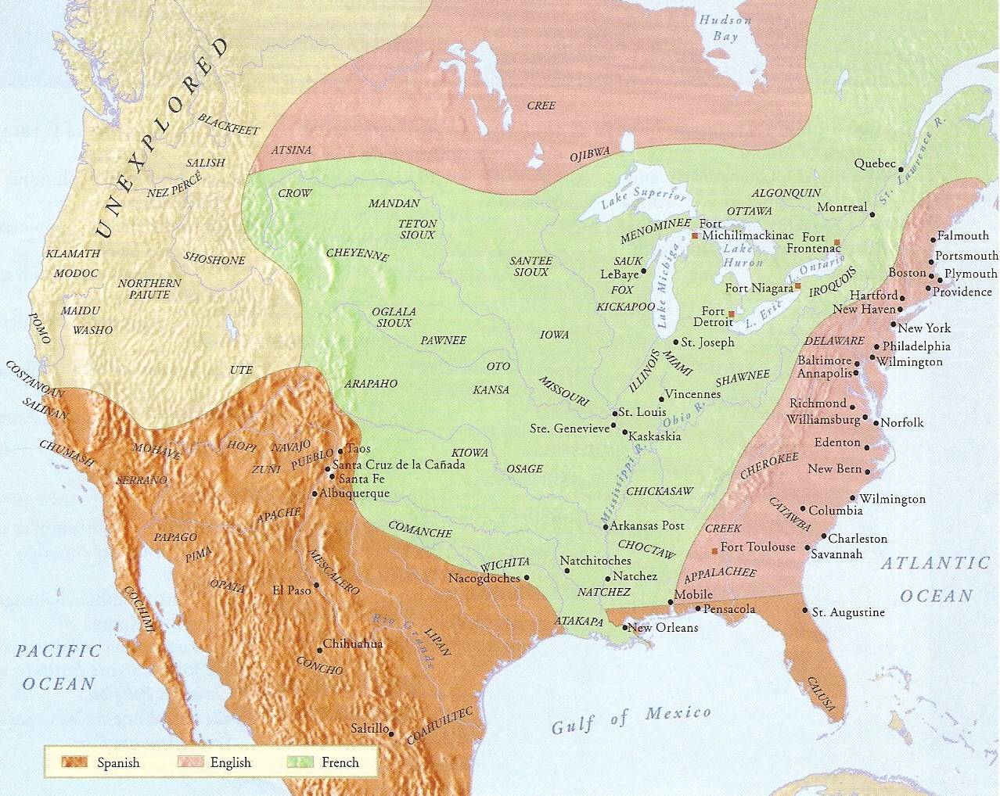 Hudson
Bay
UNEXPLORED
CREE
BLACKFEET
ATSINA
OJIBWA
SALISH
NEZ PERCÉ
Quebec
St. Lawrence R.
CROW
MANDAN
Lake Superior
ALGONQUIN
OTTAWA
Montreal
TETON
SIOUX
MENOMINEE
Fort
Michilimackinac
Fort
Frontenac
Falmouth
KLAMATH
SHOSHONE
CHEYENNE
SANTEE
SIOUX
SAUK
LeBaye
FOX
Lake Michiga
Lake
Huron
L. Ontario
Portsmouth
MODOC
Boston
Plymouth
NORTHERN
PAIUTE
Fort Niagara
IROQUOIS
Providence
Hartford
New Haven
MAIDU
KICKAPOO
Fort
Detroit
L. Erie
POMO
WASHO
OGLALA
SIOUX
New York
PAWNEE
IOWA
St. Joseph
DELAWARE
Philadelphia
Wilmington
Baltimore
Annapolis
COSTANOAN
UTE
OTO
ILLINOIS
MIAMI
SHAWNEE
ARAPAHO
KANSA
MISSOURI
Vincennes
SALINAN
St. Louis
Ohio R.
Richmond
Williamsburg
Norfolk
Ste. Genevieve
Kaskaskia
CHUMASH
MOHAVE
HOPI
NAVAJO
Taos
Edenton
SERRANO
ZUÑI
PUEBLO
Santa Cruz de la Cañada
Santa Fe
Albuquerque
KIOWA
OSAGE
Mississippi R.
CHEROKEE
New Bern
CHICKASAW
Wilmington
APACHE
CATAWBA
Columbia
COMANCHE
Arkansas Post
CREEK
PAPAGO
PIMA
MESCALERO
CHOCTAW
Fort Toulouse
Charleston
Savannah
WICHITA
Natchitoches
Nacogdoches
Natchez
APPALACHEE
ATLANTIC
OCEAN
OPATA
El Paso
NATCHEZ
Mobile
Pensacola
St. Augustine
COCHIMI
Rio Grande
LIPAN
ATAKAPA
New Orleans
PACIFIC
OCEAN
Chihuahua
CONCHO
CALUSA
Gulf of Mexico
Saltillo
COAHUILTEC
Spanish
English
French